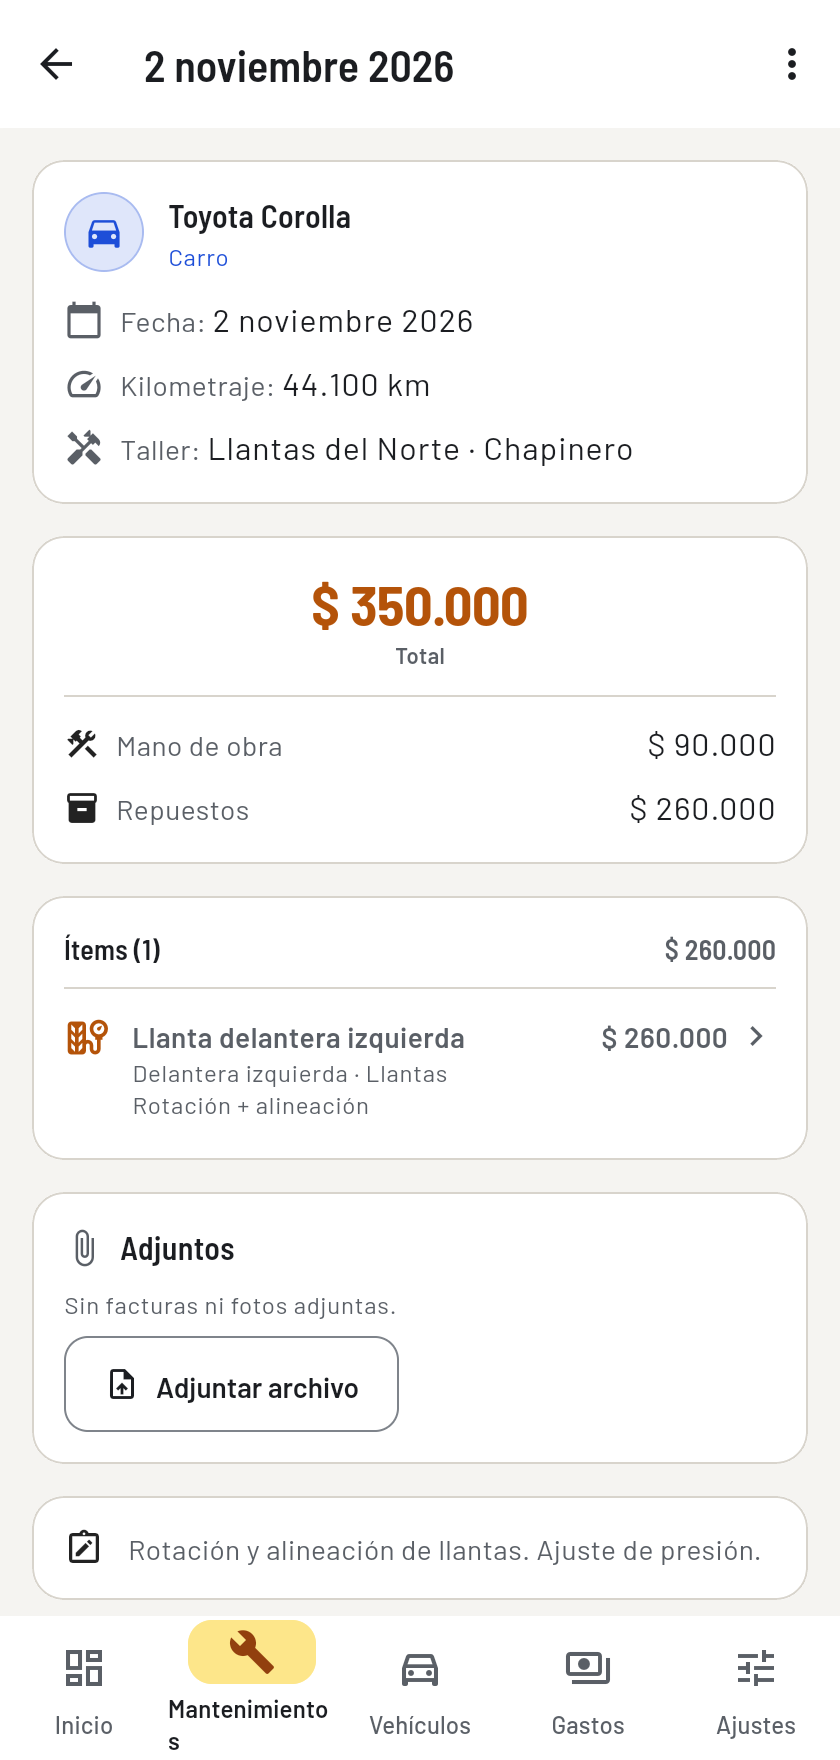 2 noviembre 2026
Toyota Corolla
Carro
Fecha: 2 noviembre 2026
Kilometraje: 44.100 km
Taller: Llantas del Norte · Chapinero
$ 350.000
Total
Mano de obra $ 90.000
Repuestos $ 260.000
Ítems (1) $ 260.000
Llanta delantera izquierda $ 260.000
Delantera izquierda · Llantas
Rotación + alineación
Adjuntos
Sin facturas ni fotos adjuntas.
Adjuntar archivo
Rotación y alineación de llantas. Ajuste de presión.
Inicio Mantenimiento Vehículos Gastos Ajustes
s